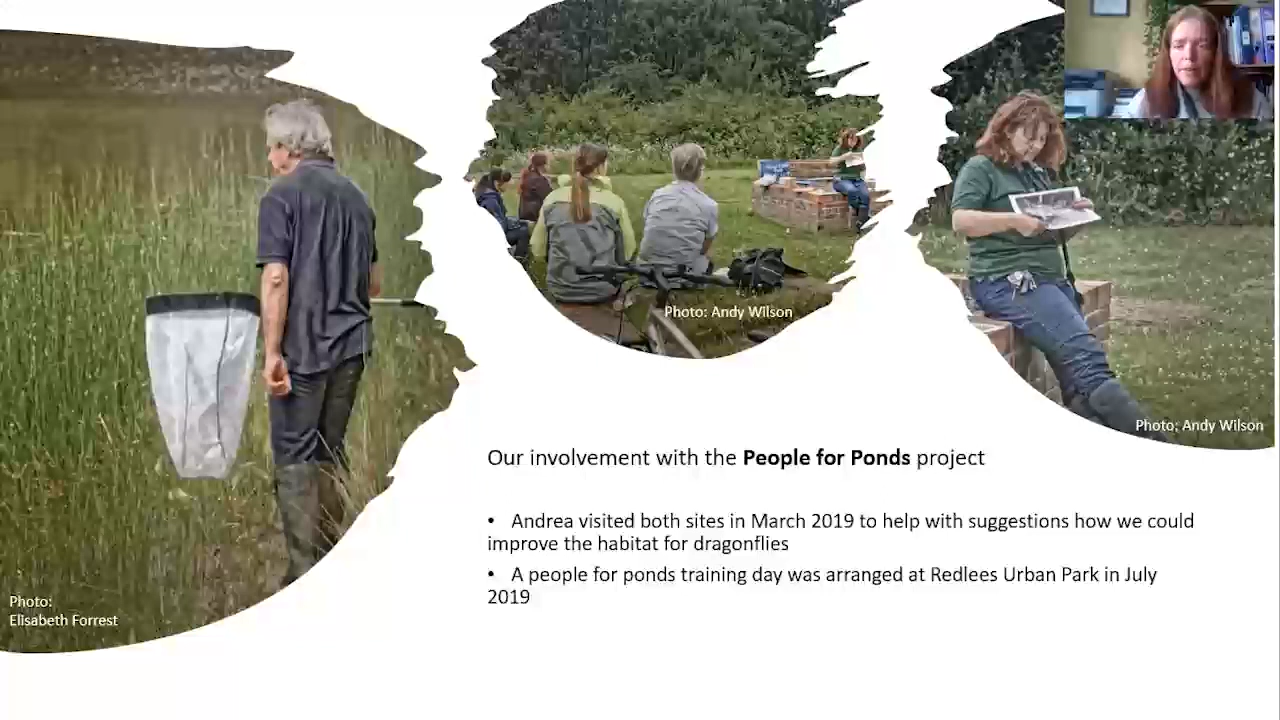 Photo: Andy Wilson
Photo: Andy Wilson
Our involvement with the People for Ponds project
• Andrea visited both sites in March 2019 to help with suggestions how we could
improve the habitat for dragonflies
• A people for ponds training day was arranged at Redlees Urban Park in July
2019
Photo:
Elisabeth Forrest